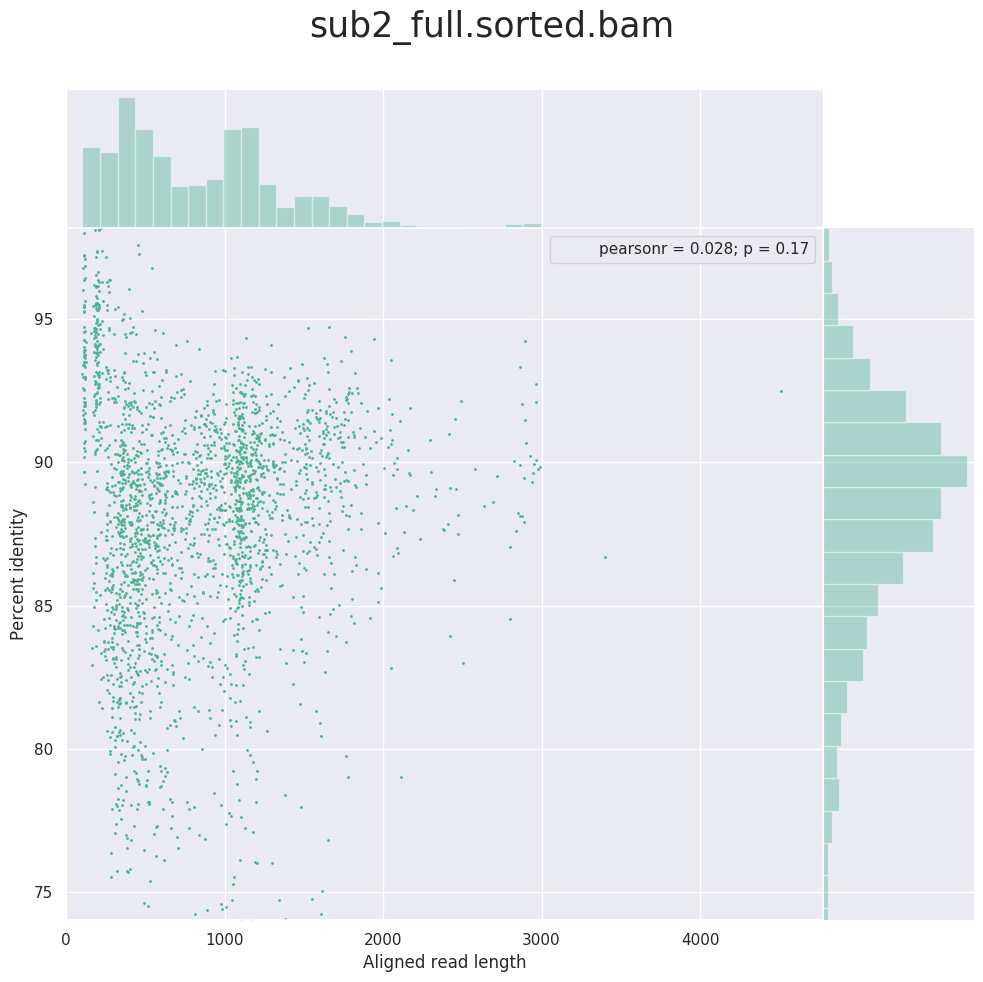 sub2_full.sorted.bam
pearsonr = 0.028; p = 0.17
95
90
85
80
75
Percent identity
0 1000 2000 3000 4000
Aligned read length